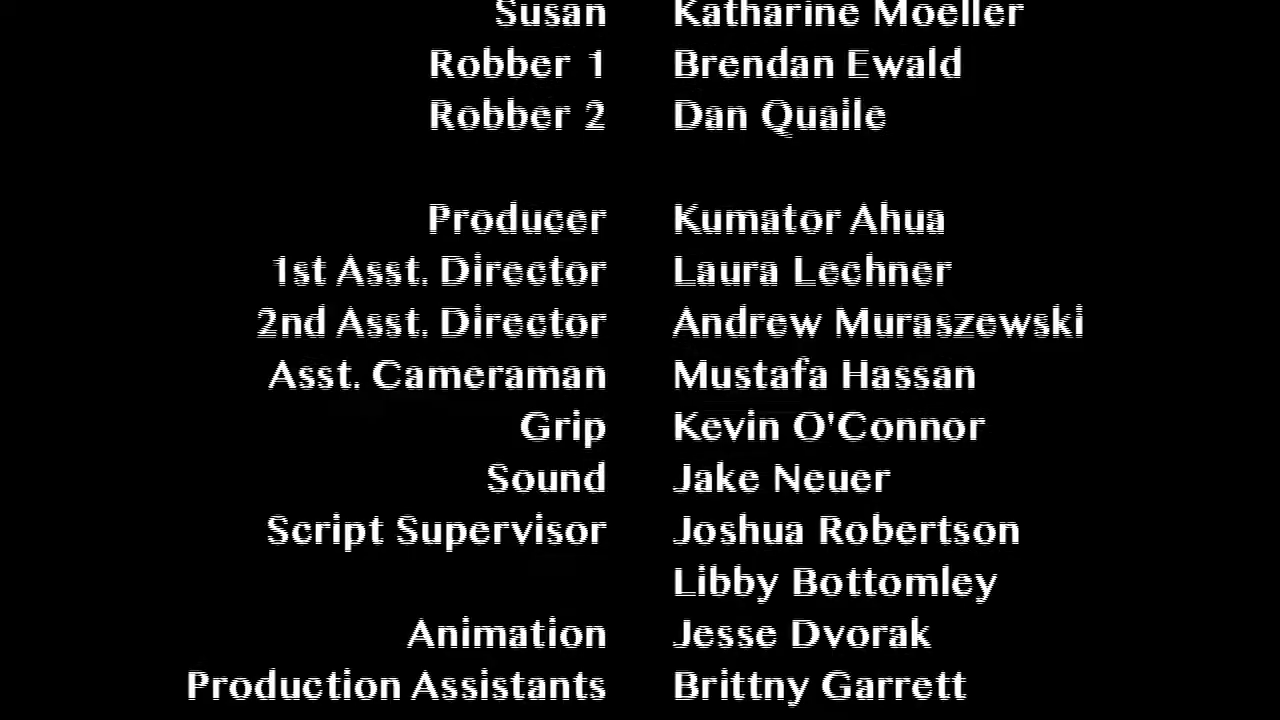 Susan Katharine Moeller
Robber 1 Brendan Ewald
Robber 2 Dan Quaile
Producer Kumator Ahua
1st Asst. Director Laura Lechner
2nd Asst. Director Andrew Muraszewski
Asst. Cameraman Mustafa Hassan
Grip Kevin O'Connor
Sound Jake Neuer
Script Supervisor Joshua Robertson
Libby Bottomley
Animation Jesse Dvorak
Production Assistants Brittny Garrett